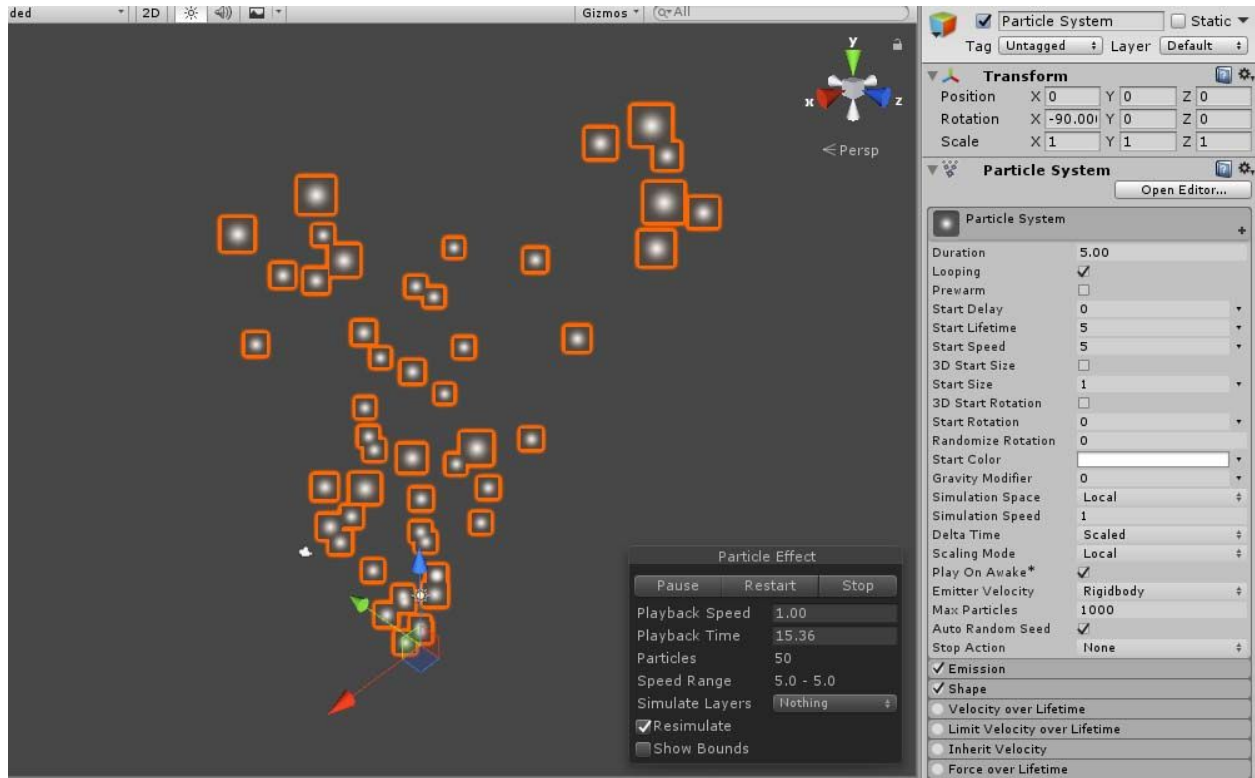 ded
2D
Gizmos
All
y
x
z
Persp
Particle Effect
Pause Restart Stop
Playback Speed 1.00
Playback Time 15.36
Particles 50
Speed Range 5.0 - 5.0
Simulate Layers Nothing
Resimulate
Show Bounds
Particle System Static
Tag Untagged Layer Default
Transform
Position X 0 Y 0 Z 0
Rotation X -90.00 Y 0 Z 0
Scale X 1 Y 1 Z 1
Particle System
Open Editor...
Particle System
+
Duration 5.00
Looping
Prewarm
Start Delay 0
Start Lifetime 5
Start Speed 5
3D Start Size
Start Size 1
3D Start Rotation
Start Rotation 0
Randomize Rotation 0
Start Color
Gravity Modifier 0
Simulation Space Local
Simulation Speed 1
Delta Time Scaled
Scaling Mode Local
Play On Awake*
Emitter Velocity Rigidbody
Max Particles 1000
Auto Random Seed
Stop Action None
Emission
Shape
Velocity over Lifetime
Limit Velocity over Lifetime
Inherit Velocity
Force over Lifetime